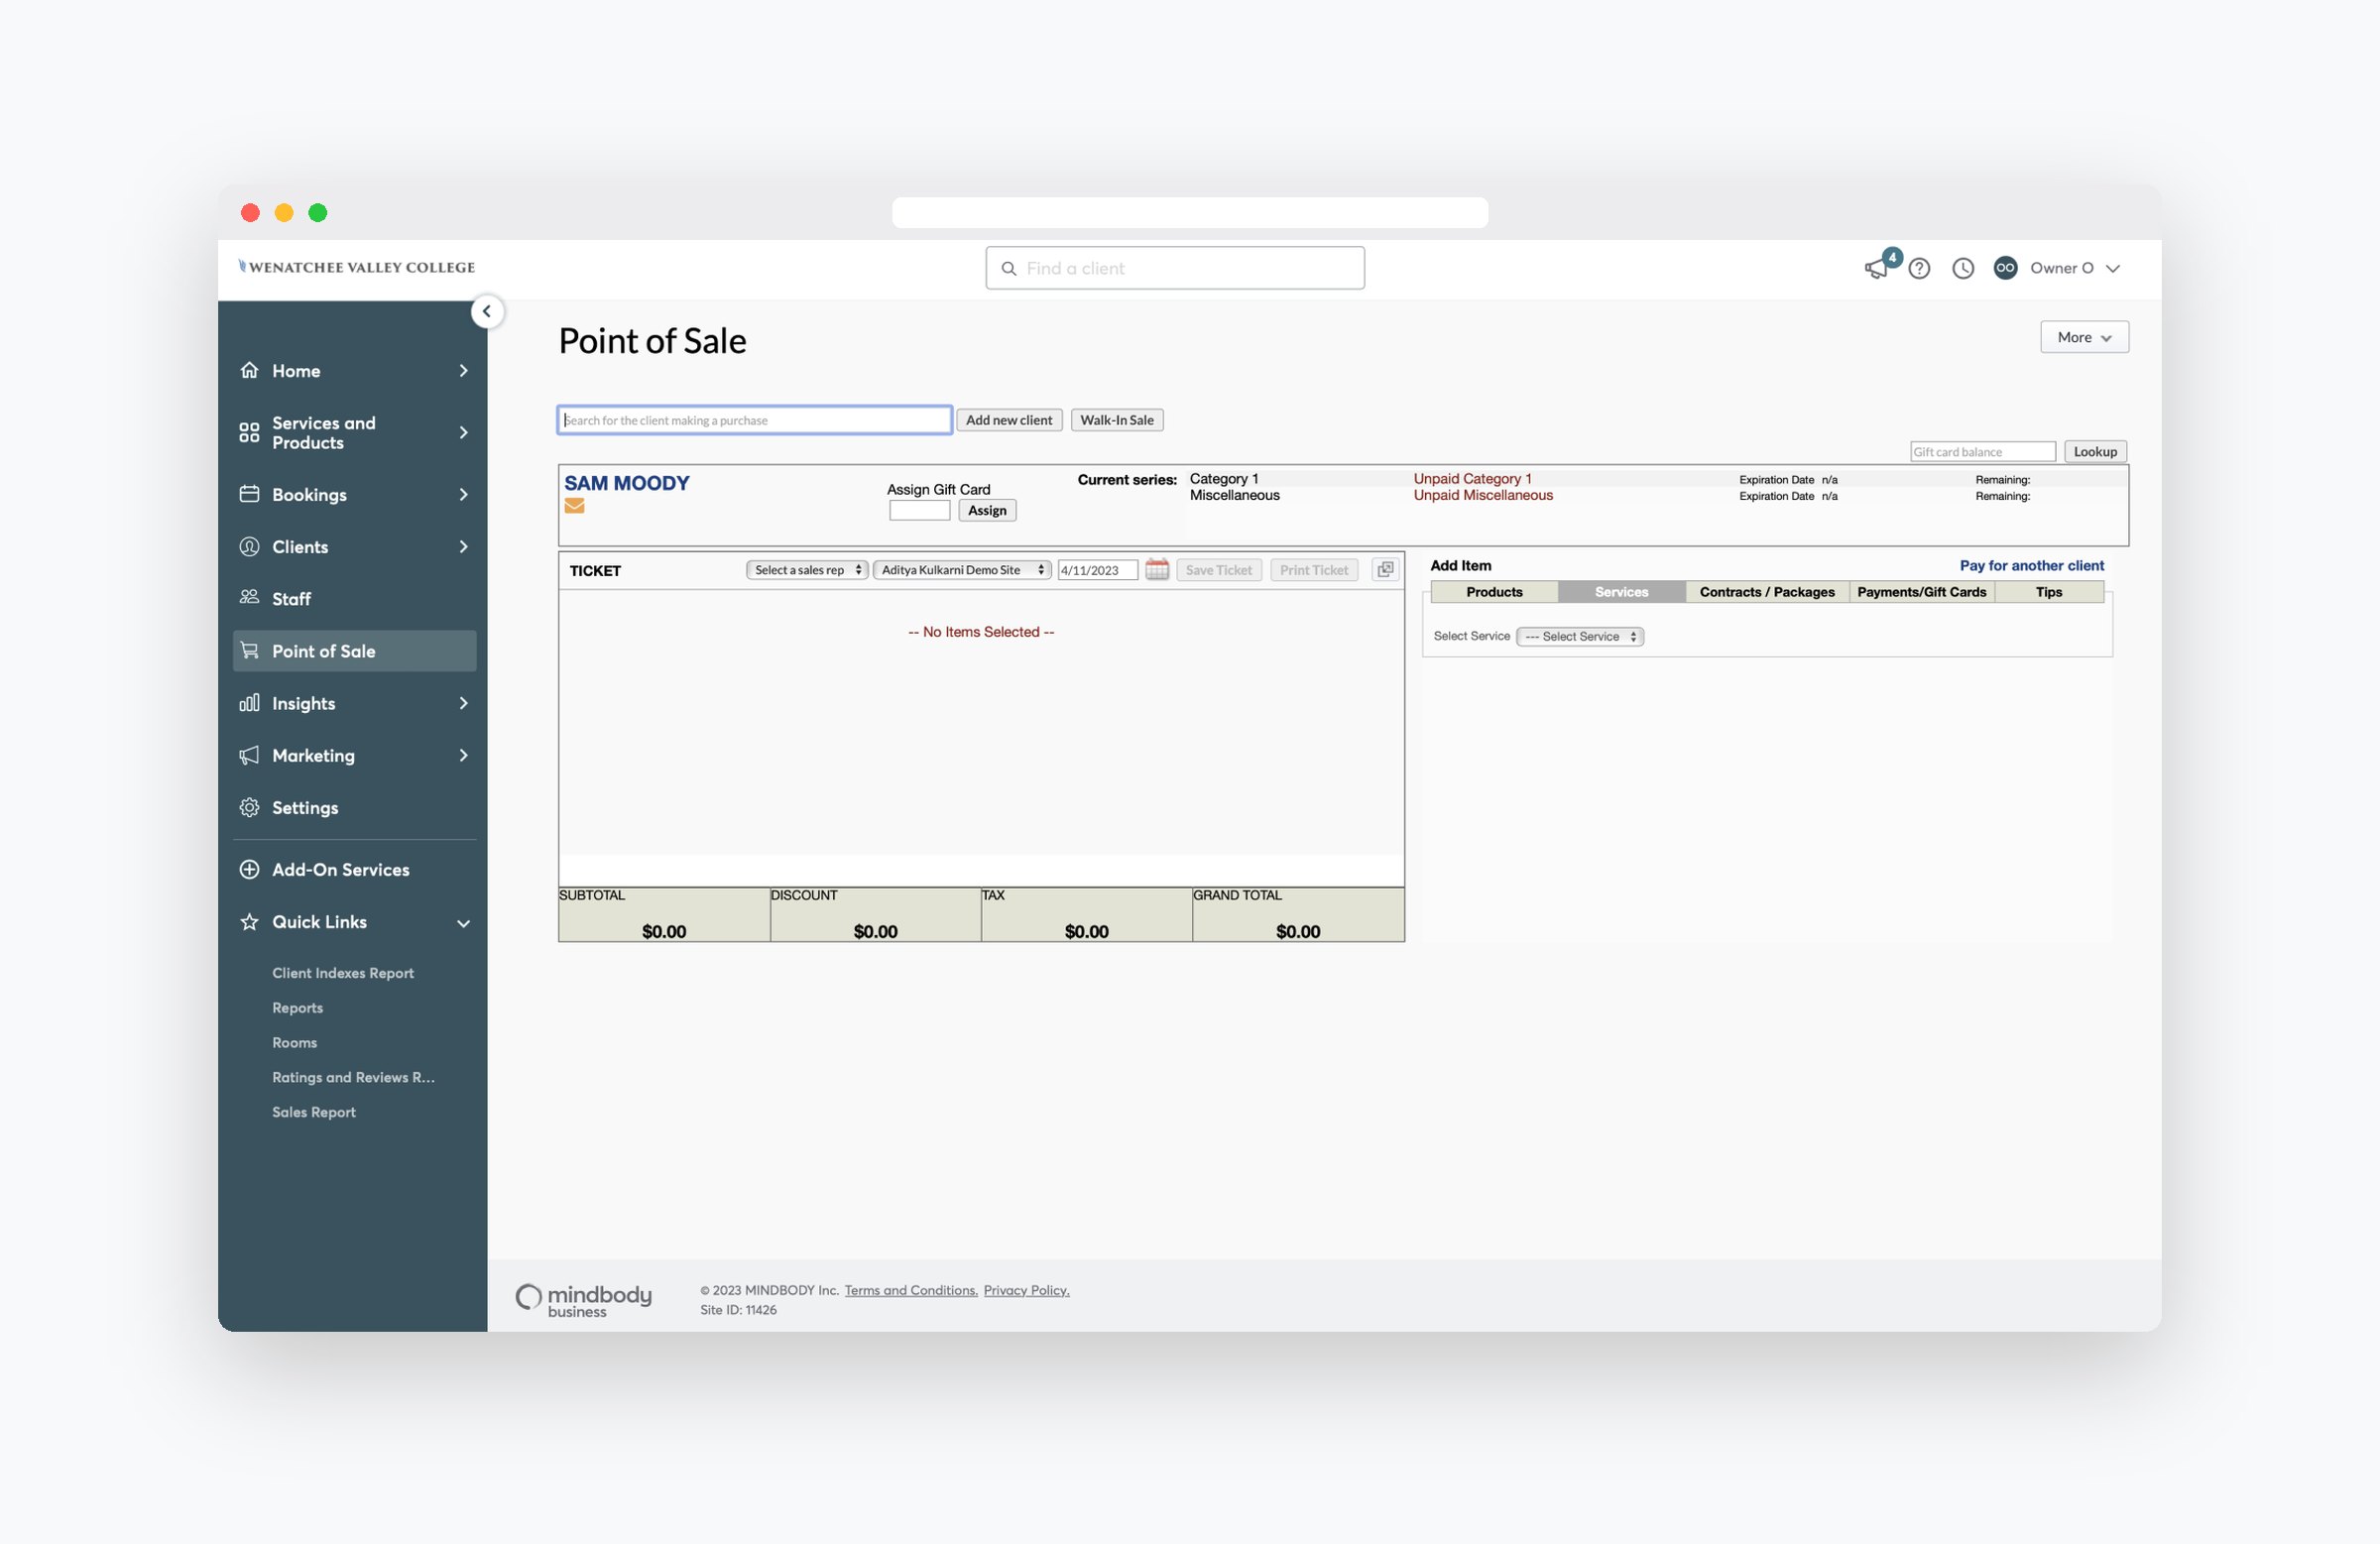 WENATCHEE VALLEY COLLEGE
Find a client
4
OO
Owner O
Home
Services and
Products
Bookings
Clients
Staff
Point of Sale
Insights
Marketing
Settings
Add-On Services
Quick Links
Client Indexes Report
Reports
Rooms
Ratings and Reviews R...
Sales Report
Point of Sale
More
Search for the client making a purchase
Add new client
Walk-In Sale
Gift card balance
Lookup
SAM MOODY
Assign Gift Card
Assign
Current series:
Category 1 Unpaid Category 1 Expiration Date n/a Remaining:
Miscellaneous Unpaid Miscellaneous Expiration Date n/a Remaining:
TICKET
Select a sales rep
Aditya Kulkarni Demo Site
4/11/2023
Save Ticket
Print Ticket
-- No Items Selected --
SUBTOTAL DISCOUNT TAX GRAND TOTAL
$0.00 $0.00 $0.00 $0.00
Add Item
Pay for another client
Products Services Contracts / Packages Payments/Gift Cards Tips
Select Service --- Select Service
mindbody
business
© 2023 MINDBODY Inc. Terms and Conditions. Privacy Policy.
Site ID: 11426